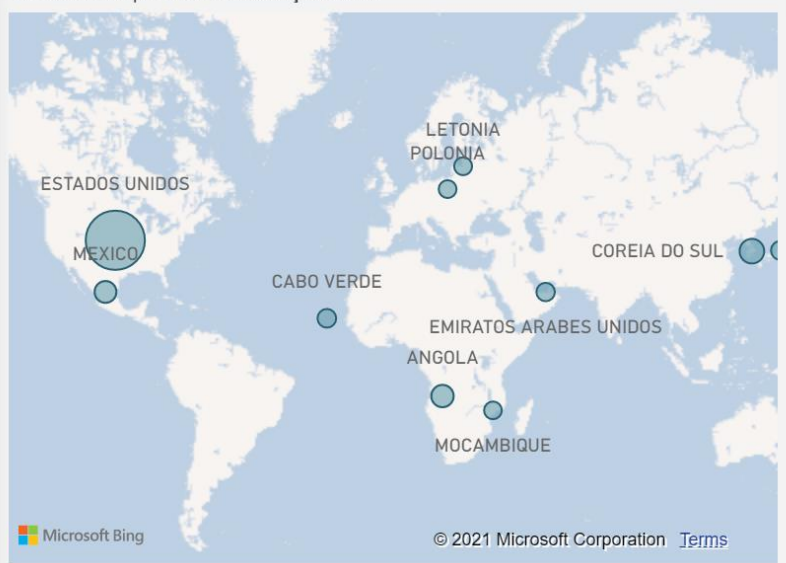 LETONIA
POLONIA
ESTADOS UNIDOS
MEXICO
COREIA DO SUL
CABO VERDE
EMIRATOS ARABES UNIDOS
ANGOLA
MOCAMBIQUE
Microsoft Bing
© 2021 Microsoft Corporation Terms